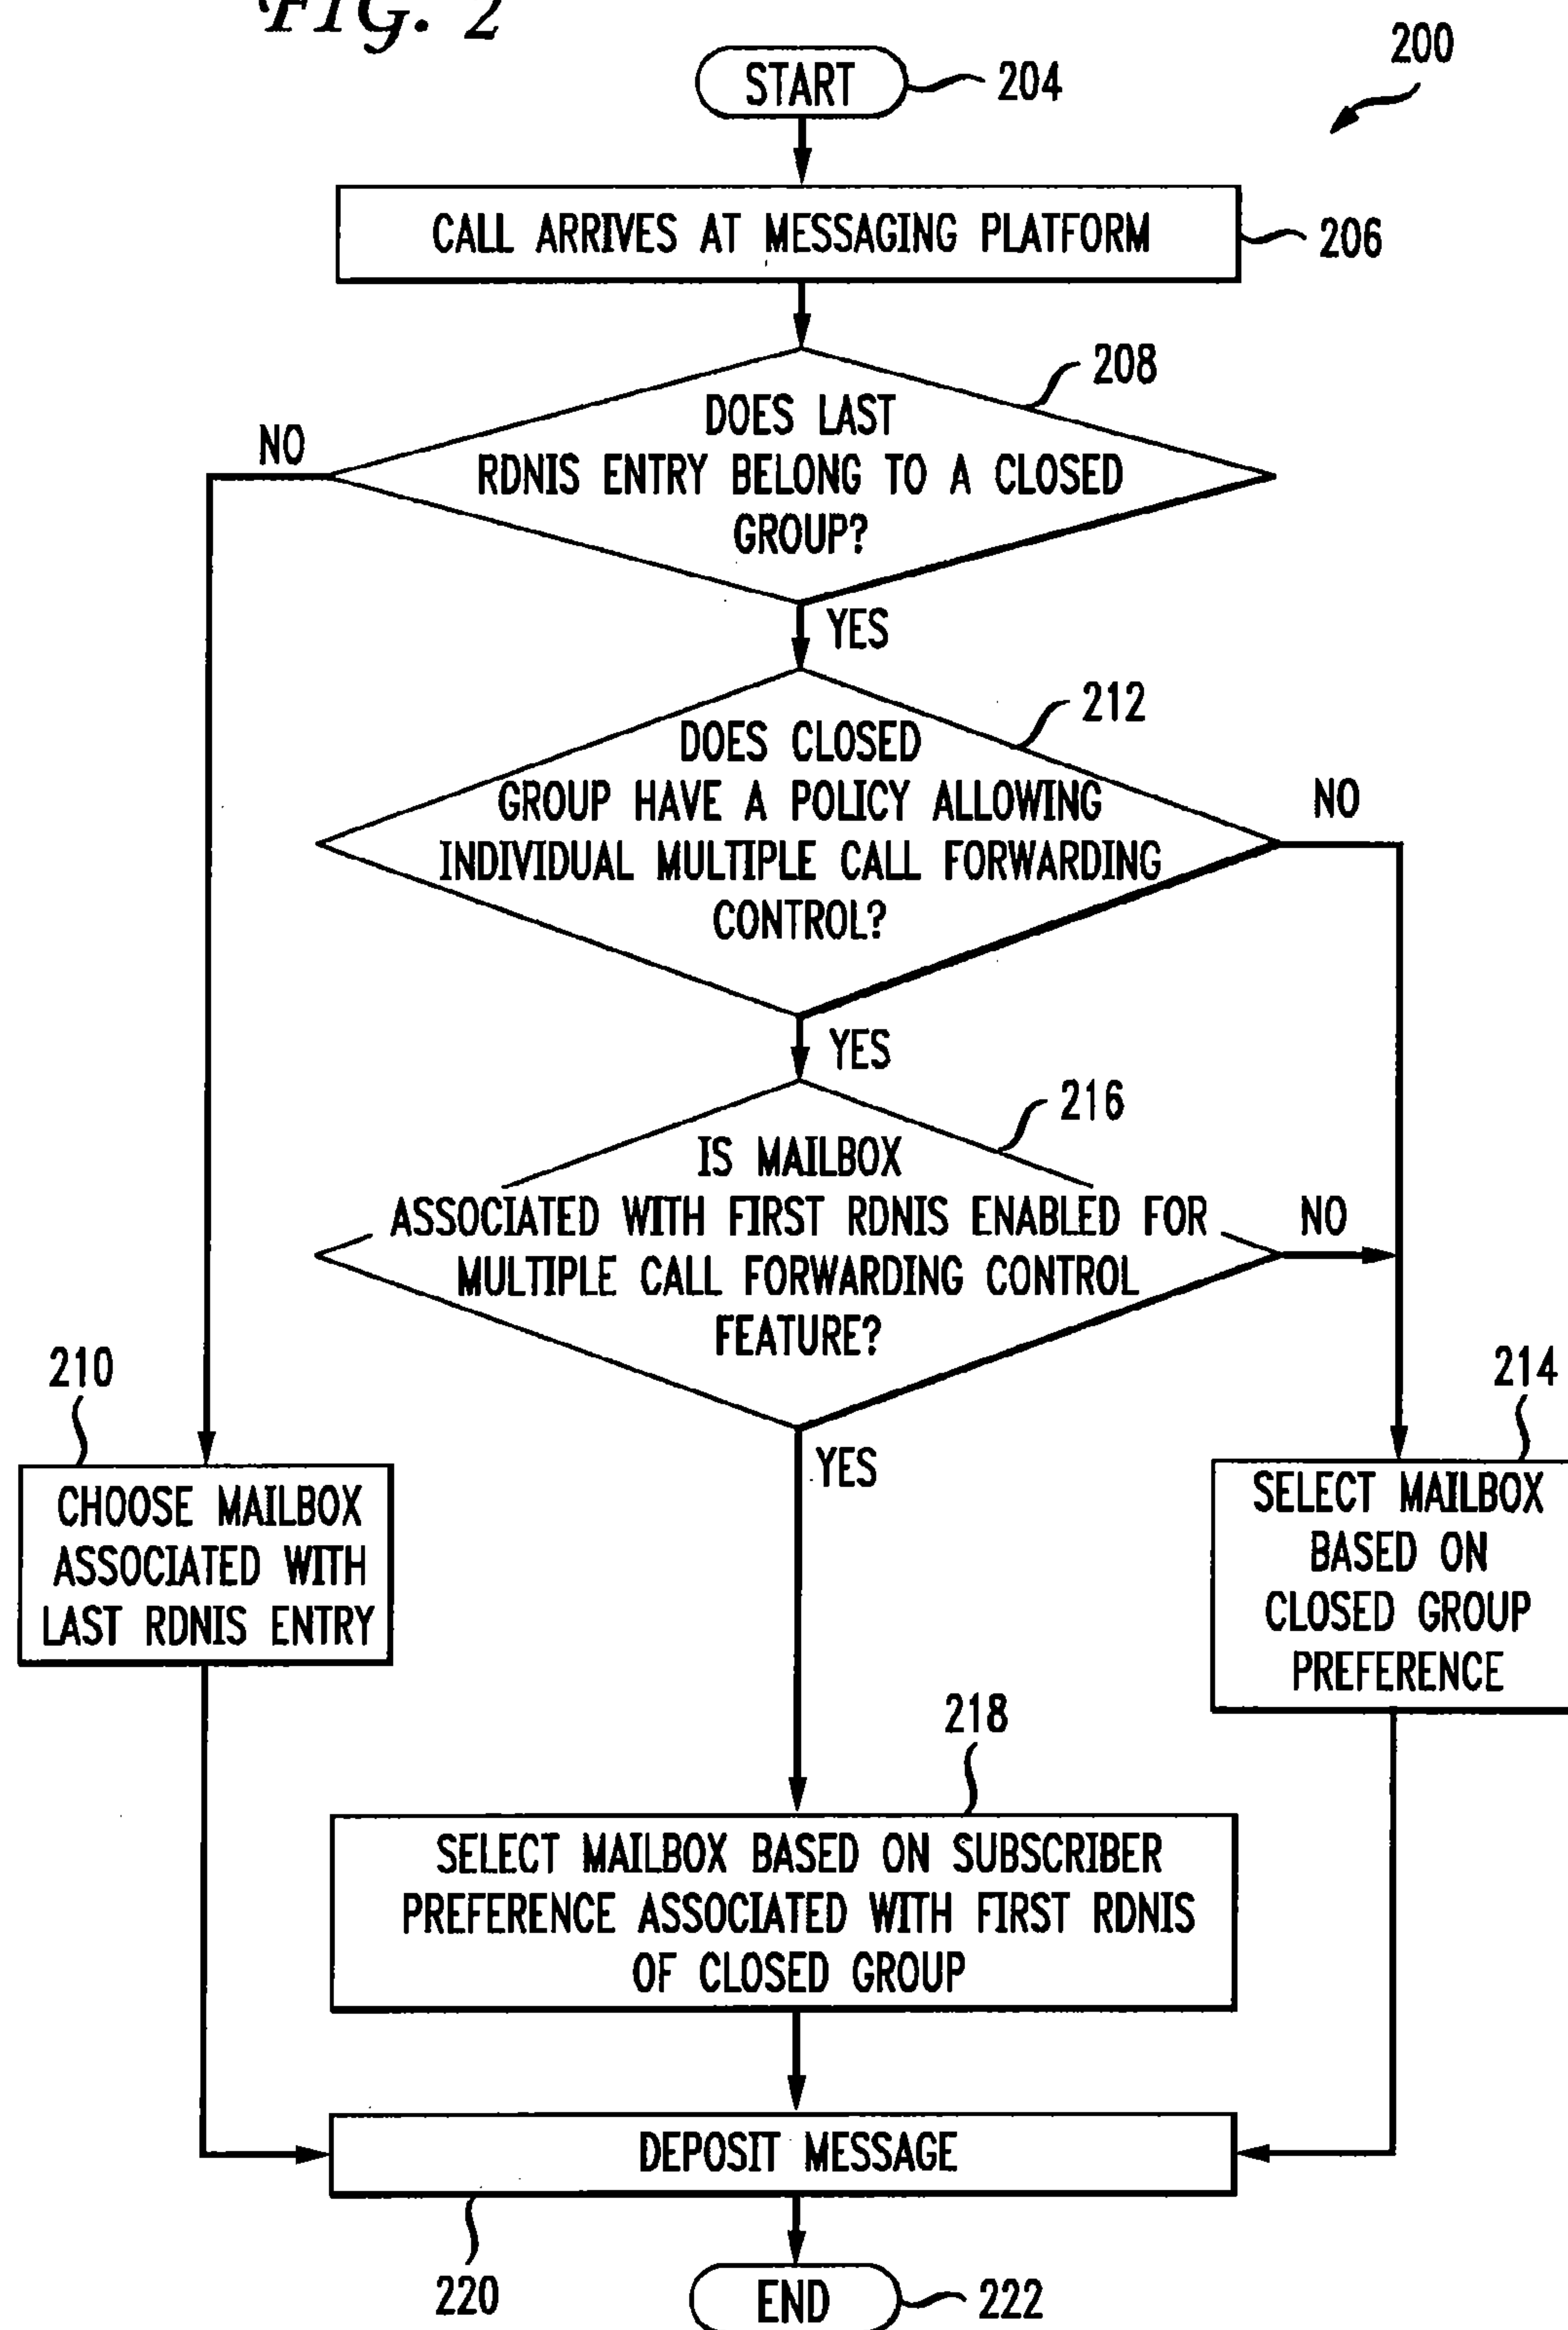 FIG. 2
200
START
204
CALL ARRIVES AT MESSAGING PLATFORM
206
208
DOES LAST
RDNIS ENTRY BELONG TO A CLOSED
GROUP?
NO
YES
212
DOES CLOSED
GROUP HAVE A POLICY ALLOWING
INDIVIDUAL MULTIPLE CALL FORWARDING
CONTROL?
NO
YES
216
IS MAILBOX
ASSOCIATED WITH FIRST RDNIS ENABLED FOR
MULTIPLE CALL FORWARDING CONTROL
FEATURE?
NO
YES
210
CHOOSE MAILBOX
ASSOCIATED WITH
LAST RDNIS ENTRY
214
SELECT MAILBOX
BASED ON
CLOSED GROUP
PREFERENCE
218
SELECT MAILBOX BASED ON SUBSCRIBER
PREFERENCE ASSOCIATED WITH FIRST RDNIS
OF CLOSED GROUP
DEPOSIT MESSAGE
220
END
222